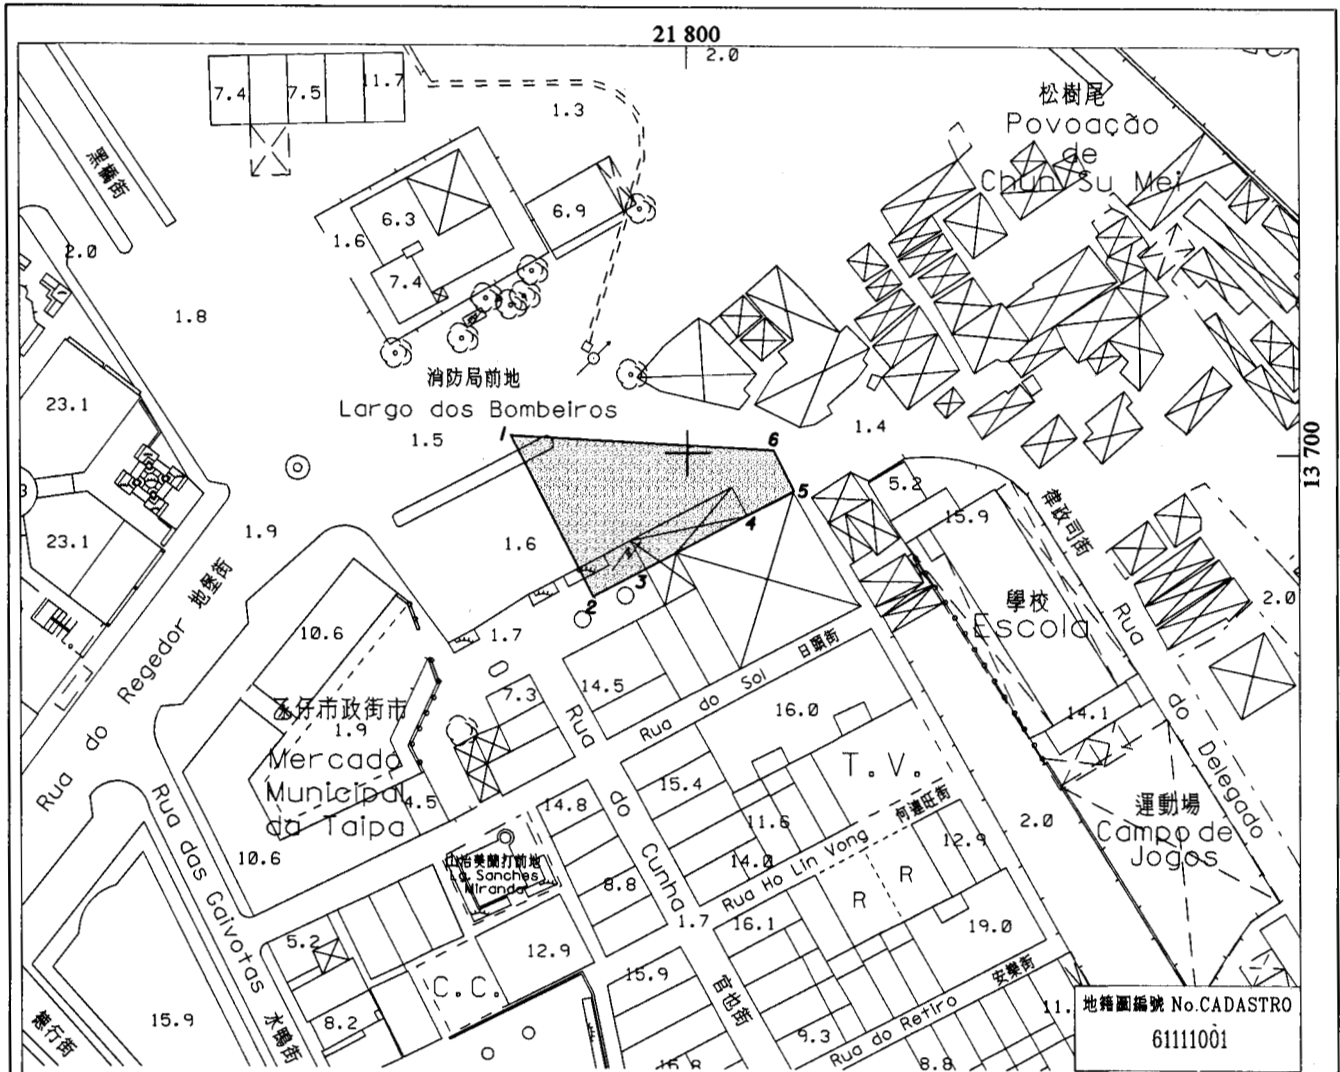 21 800
2.0
7.4
7.5
11.7
1.3
松樹尾
Povoação
de
Chun Su Mei
黑橋街
6.3
6.9
1.6
7.4
2.0
1.8
消防局前地
Largo dos Bombeiros
1.5
1
6
1.4
13 700
23.1
23.1
1.9
1.6
5
4
3
2
5.2
15.9
學校
Escola
2.0
Rua do Regedor 地堡街
10.6
1.7
7.3
14.5
Rua do Sol 日頭街
16.0
14.1
Rua do Delegado
氹仔市政街市
1.9
Mercado
Municipal
da Taipa
4.5
10.6
14.8
15.4
T.V.
11.6
14.0
Rua Ho Lin Vong 何連旺街
12.9
2.0
運動場
Campo de
Jogos
Rua das Gaivotas 水鴨街
Lg. Sanches
Miranda
8.8
Rua do Cunha 官也街
1.7
16.1
R
R
19.0
5.2
12.9
C.C.
15.9
8.2
15.9
9.3
Rua do Retiro 安樂街
8.8
15.8
11.
地籍圖編號 No.CADASTRO
61111001